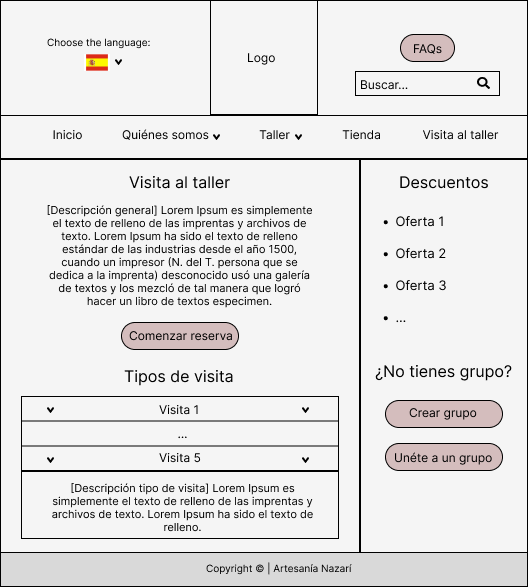 Choose the language:
Logo
FAQs
Buscar...
Inicio
Quiénes somos
Taller
Tienda
Visita al taller
Visita al taller
[Descripción general] Lorem Ipsum es simplemente
el texto de relleno de las imprentas y archivos de
texto. Lorem Ipsum ha sido el texto de relleno
estándar de las industrias desde el año 1500,
cuando un impresor (N. del T. persona que se
dedica a la imprenta) desconocido usó una galería
de textos y los mezcló de tal manera que logró
hacer un libro de textos especimen.
Comenzar reserva
Tipos de visita
Visita 1
...
Visita 5
[Descripción tipo de visita] Lorem Ipsum es
simplemente el texto de relleno de las imprentas y
archivos de texto. Lorem Ipsum ha sido el texto de
relleno.
Descuentos
• Oferta 1
• Oferta 2
• Oferta 3
• ...
¿No tienes grupo?
Crear grupo
Unéte a un grupo
Copyright © | Artesanía Nazarí